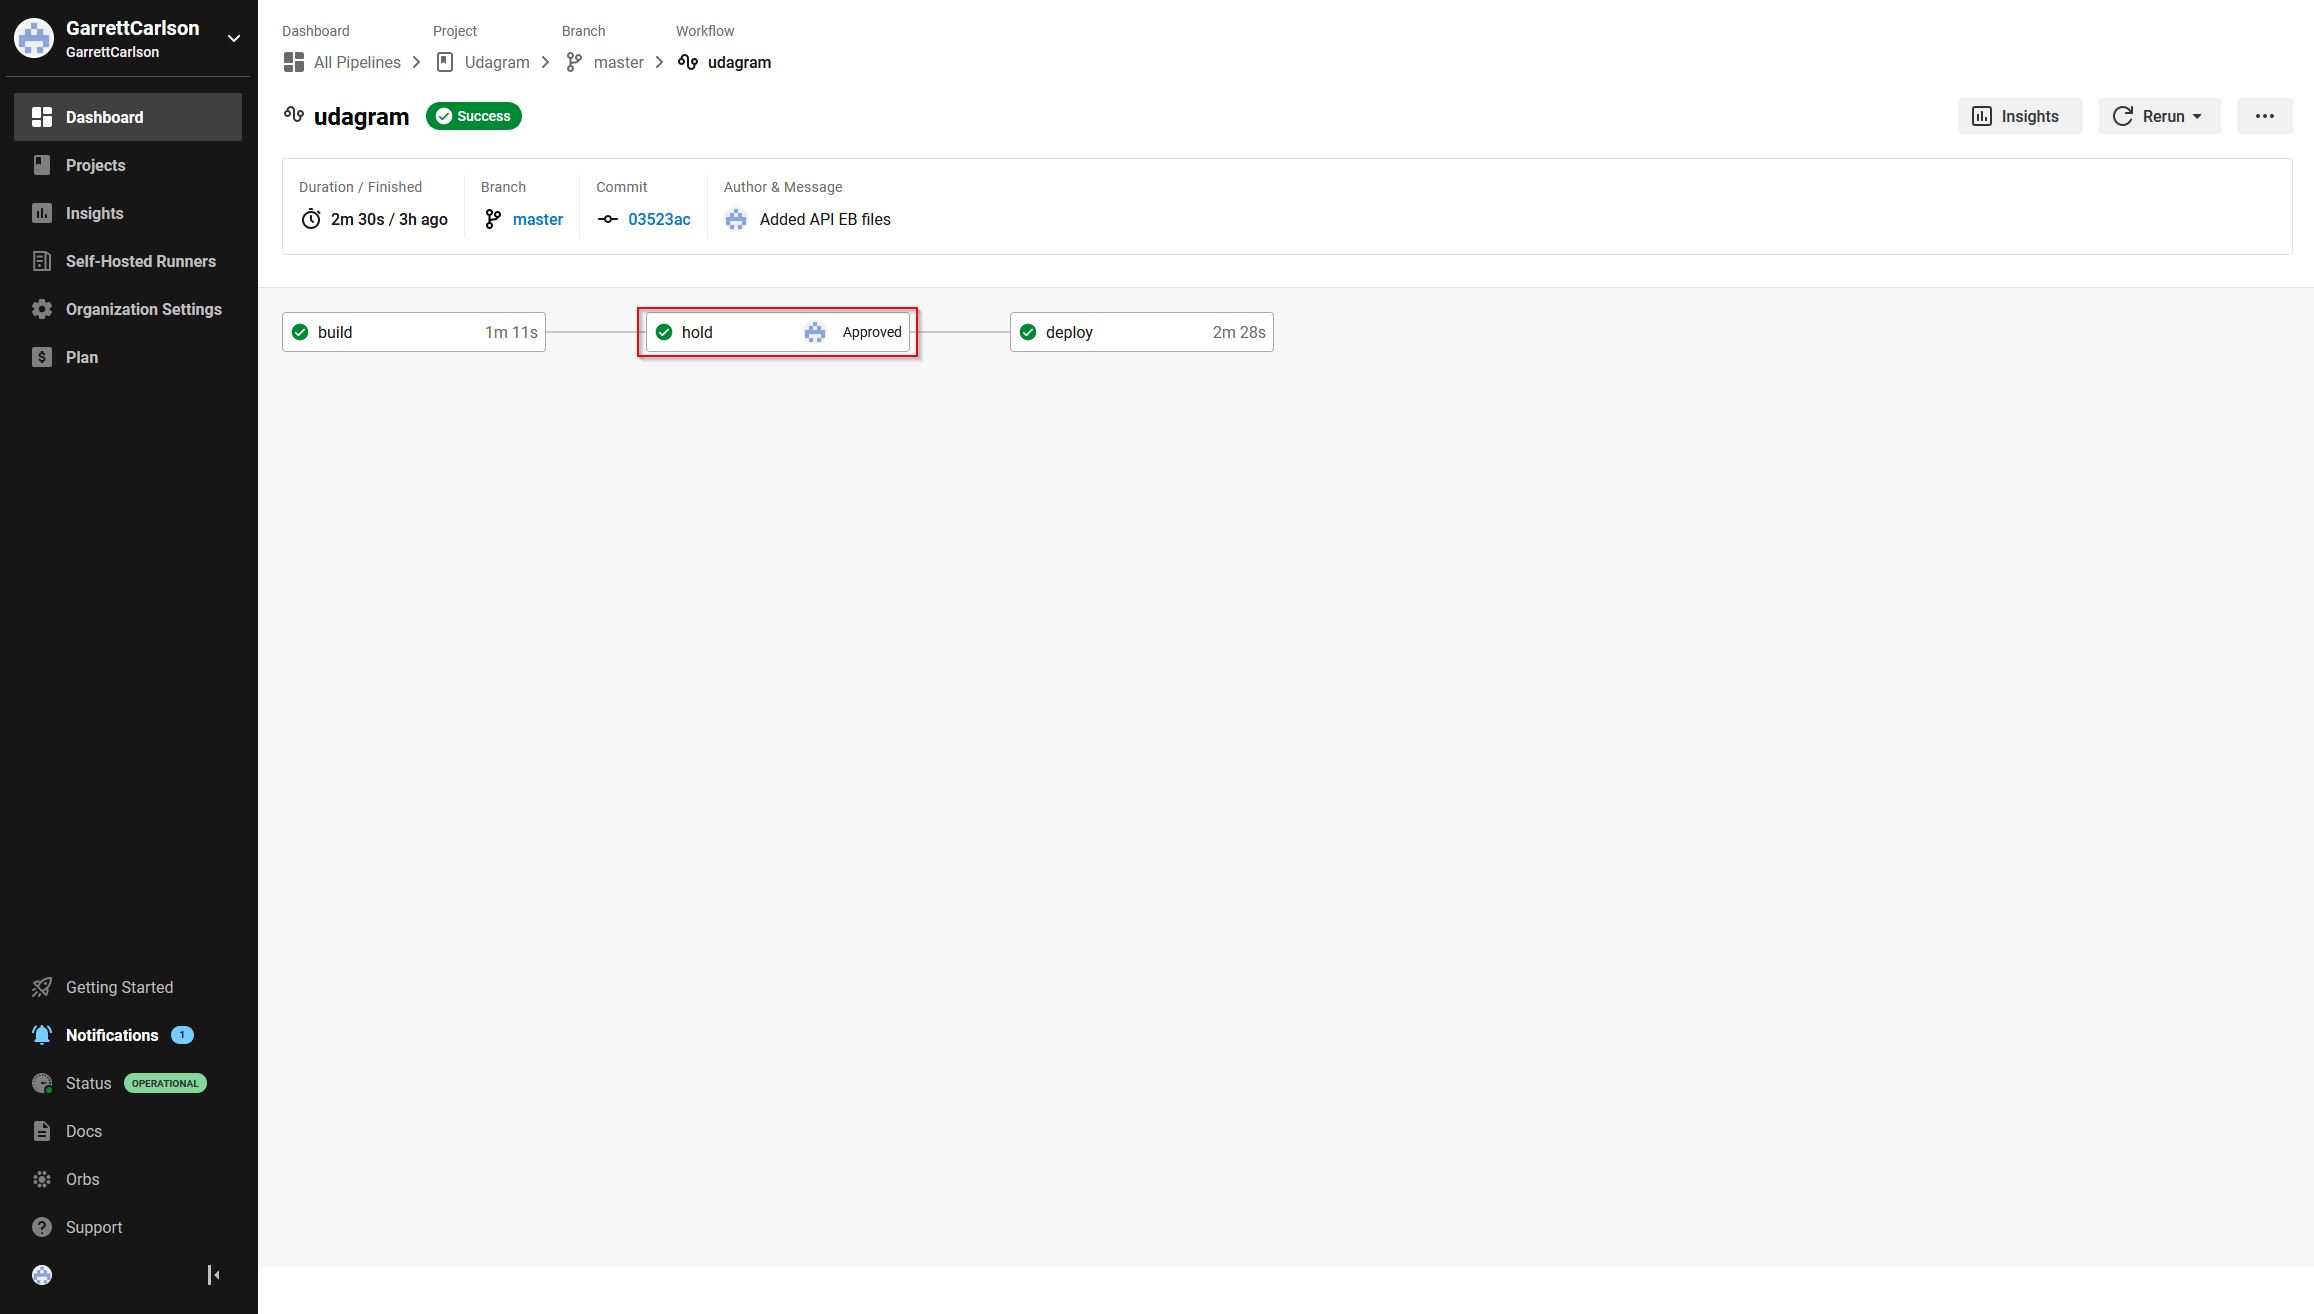 GarrettCarlson
GarrettCarlson
Dashboard
Projects
Insights
Self-Hosted Runners
Organization Settings
Plan
Getting Started
Notifications 1
Status OPERATIONAL
Docs
Orbs
Support
Dashboard Project Branch Workflow
All Pipelines Udagram master udagram
udagram Success Insights Rerun
Duration / Finished Branch Commit Author & Message
2m 30s / 3h ago master 03523ac Added API EB files
build 1m 11s hold Approved deploy 2m 28s